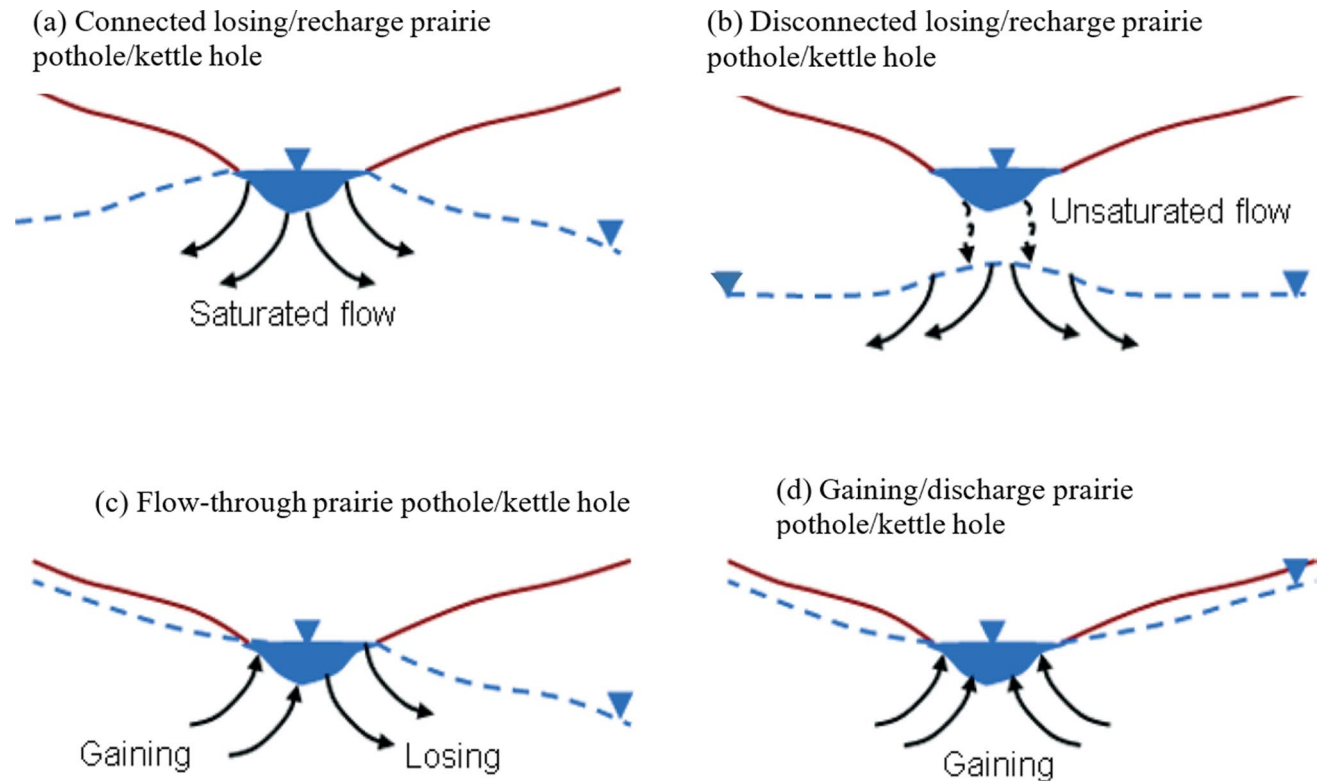 (a) Connected losing/recharge prairie
pothole/kettle hole
Saturated flow
(b) Disconnected losing/recharge prairie
pothole/kettle hole
Unsaturated flow
(c) Flow-through prairie pothole/kettle hole
Gaining
Losing
(d) Gaining/discharge prairie
pothole/kettle hole
Gaining